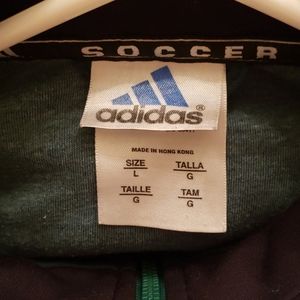 SOCCER
adidas®
MADE IN HONG KONG
SIZE TALLA
L G
TAILLE TAM
G G